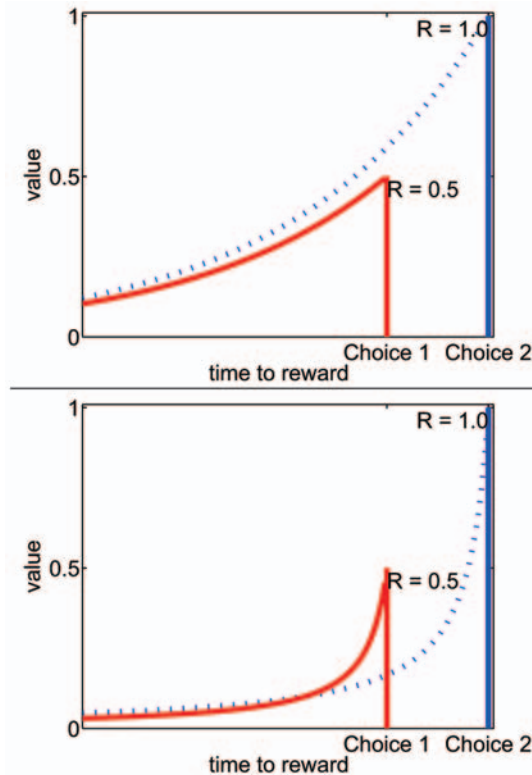 1
R = 1.0
value
0.5
R = 0.5
0
Choice 1 Choice 2
time to reward
1
R = 1.0
value
0.5
R = 0.5
0
Choice 1 Choice 2
time to reward